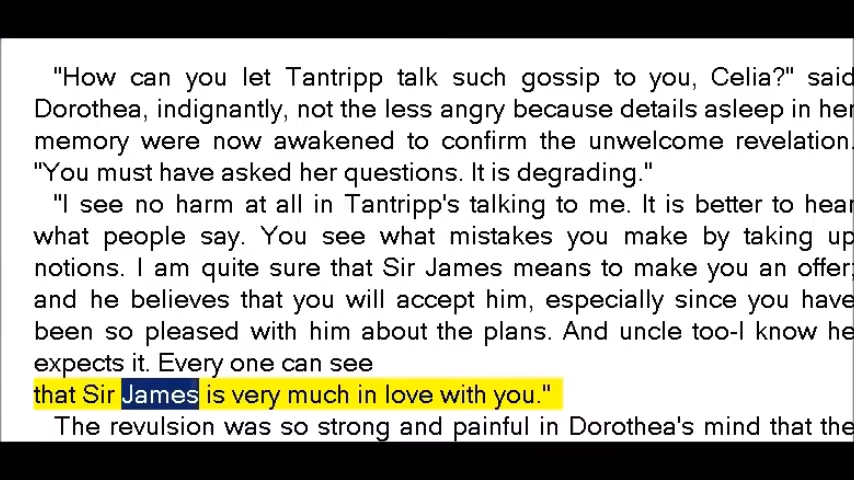 "How can you let Tantripp talk such gossip to you, Celia?" said
Dorothea, indignantly, not the less angry because details asleep in her
memory were now awakened to confirm the unwelcome revelation.
"You must have asked her questions. It is degrading."
"I see no harm at all in Tantripp's talking to me. It is better to hear
what people say. You see what mistakes you make by taking up
notions. I am quite sure that Sir James means to make you an offer;
and he believes that you will accept him, especially since you have
been so pleased with him about the plans. And uncle too-I know he
expects it. Every one can see
that Sir James is very much in love with you."
The revulsion was so strong and painful in Dorothea's mind that the